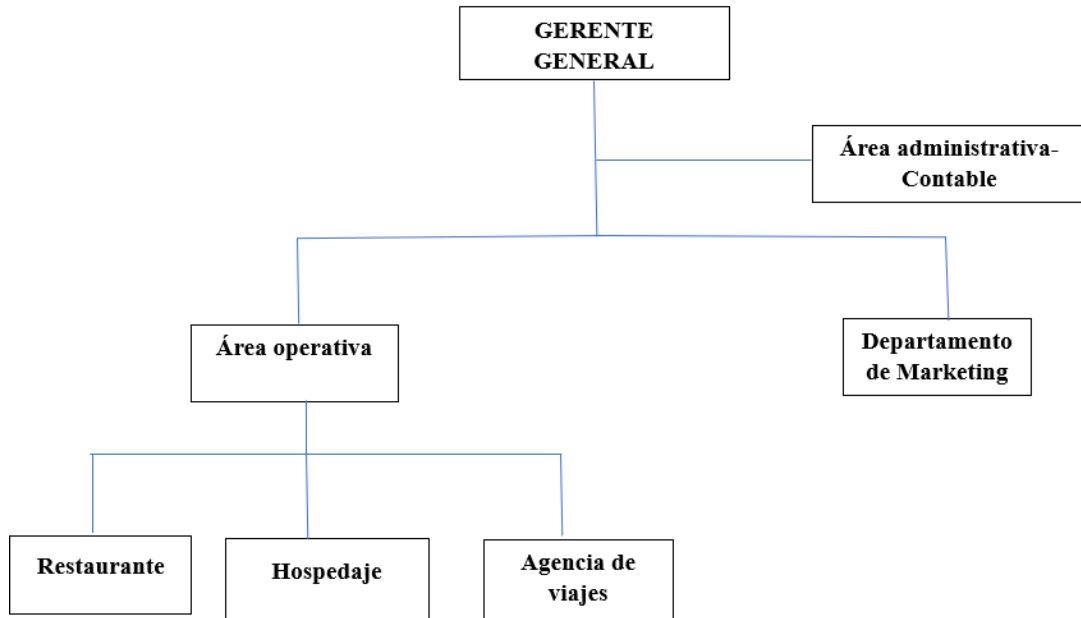 GERENTE
GENERAL
Área administrativa-
Contable
Área operativa
Departamento
de Marketing
Restaurante
Hospedaje
Agencia de
viajes